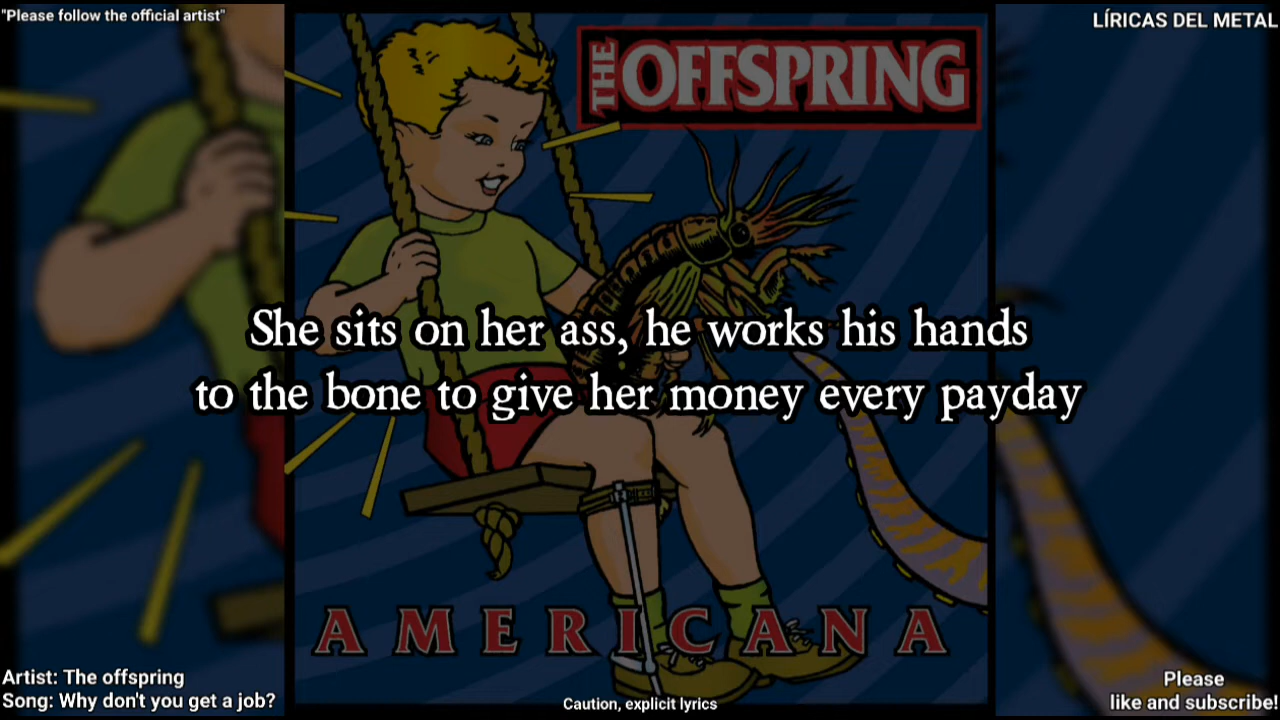 "Please follow the official artist"
LÍRICAS DEL METAL
THE OFFSPRING
She sits on her ass, he works his hands
to the bone to give her money every payday
AMERICANA
Artist: The offspring
Song: Why don't you get a job?
Caution, explicit lyrics
Please
like and subscribe!